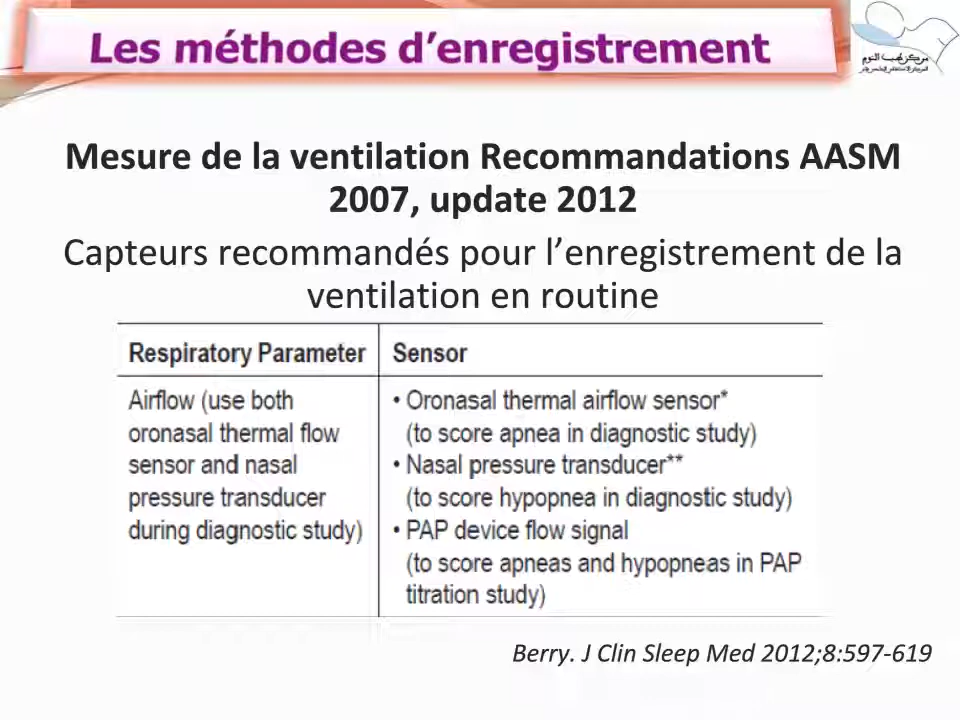 Les méthodes d’enregistrement
Mesure de la ventilation Recommandations AASM
2007, update 2012
Capteurs recommandés pour l’enregistrement de la
ventilation en routine
Respiratory Parameter
Sensor
Airflow (use both
oronasal thermal flow
sensor and nasal
pressure transducer
during diagnostic study)
• Oronasal thermal airflow sensor*
(to score apnea in diagnostic study)
• Nasal pressure transducer**
(to score hypopnea in diagnostic study)
• PAP device flow signal
(to score apneas and hypopneas in PAP
titration study)
Berry. J Clin Sleep Med 2012;8:597-619